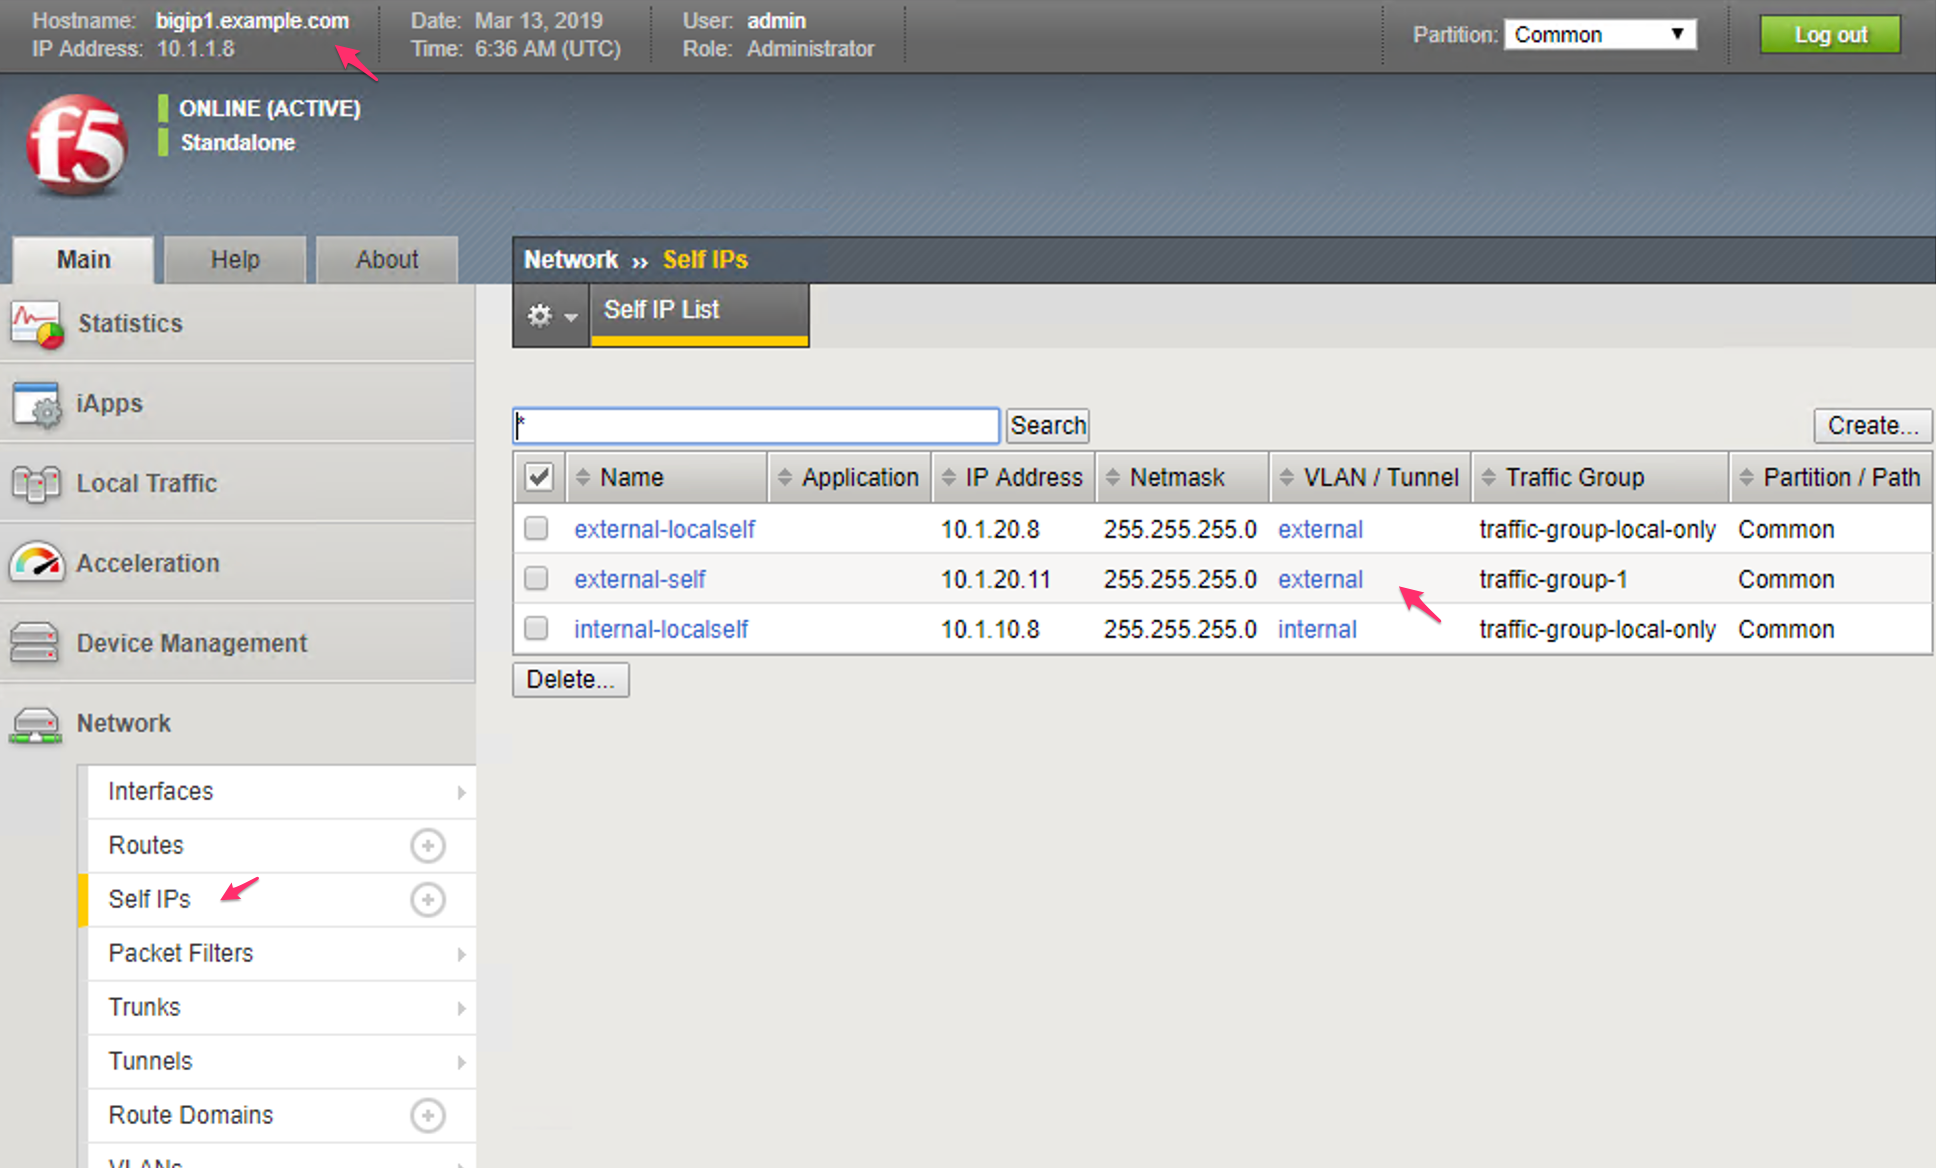 Hostname: bigip1.example.com Date: Mar 13, 2019 User: admin
IP Address: 10.1.1.8 Time: 6:36 AM (UTC) Role: Administrator
Partition: Common Log out
f5
ONLINE (ACTIVE)
Standalone
Main Help About
Network » Self IPs
Self IP List
Statistics
iApps
Local Traffic
Acceleration
Device Management
Network
Interfaces
Routes
Self IPs
Packet Filters
Trunks
Tunnels
Route Domains
VLANs
* Search Create...
Name Application IP Address Netmask VLAN / Tunnel Traffic Group Partition / Path
external-localself 10.1.20.8 255.255.255.0 external traffic-group-local-only Common
external-self 10.1.20.11 255.255.255.0 external traffic-group-1 Common
internal-localself 10.1.10.8 255.255.255.0 internal traffic-group-local-only Common
Delete...